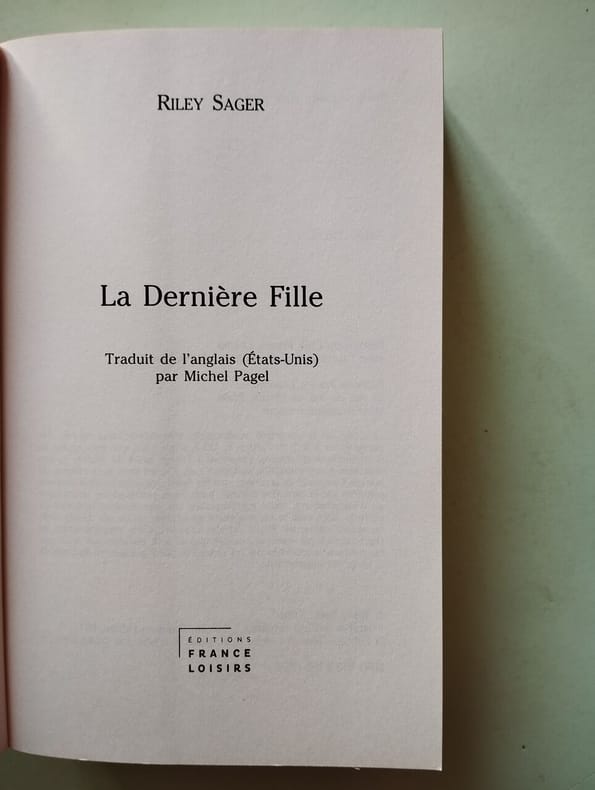 RILEY SAGER
La Dernière Fille
Traduit de l'anglais (États-Unis)
par Michel Pagel
ÉDITIONS
FRANCE
LOISIRS